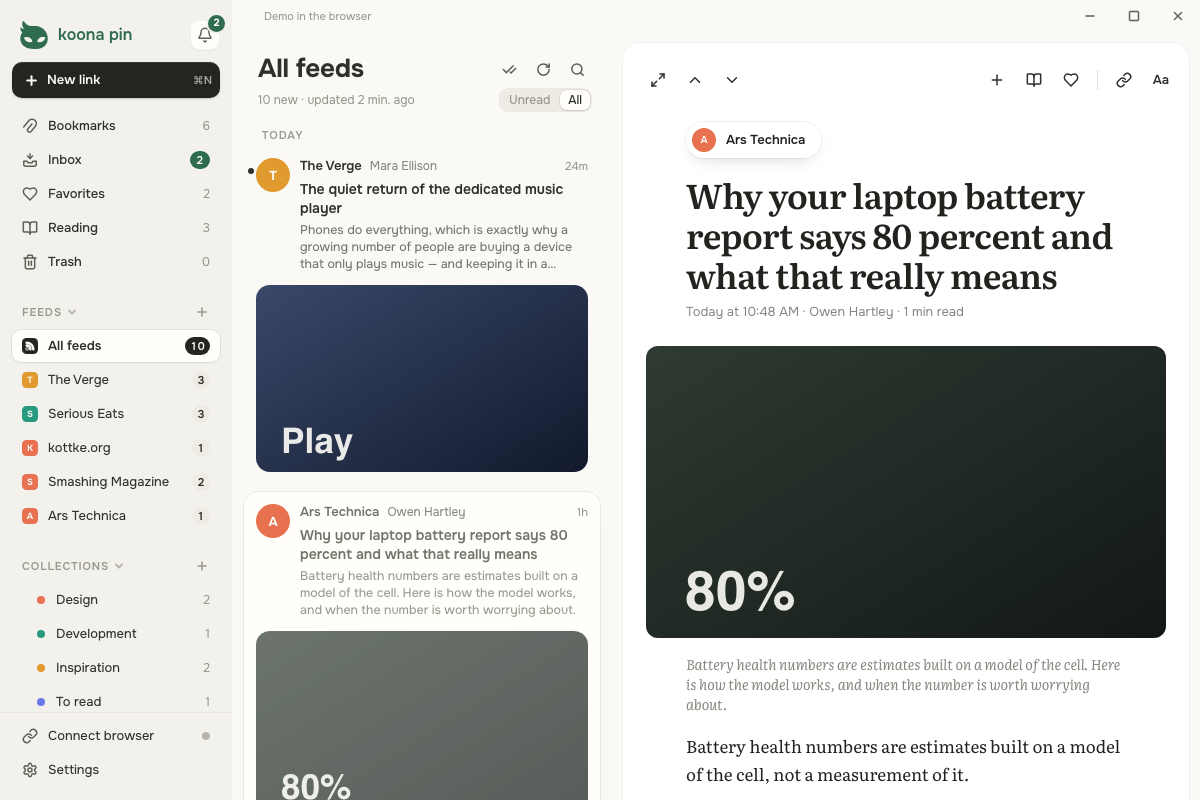 koona pin
2
New link
⌘N
Bookmarks 6
Inbox 2
Favorites 2
Reading 3
Trash 0
FEEDS
All feeds 10
T The Verge 3
S Serious Eats 3
K kottke.org 1
S Smashing Magazine 2
A Ars Technica 1
COLLECTIONS
Design 2
Development 1
Inspiration 2
To read 1
Connect browser
Settings
Demo in the browser
All feeds
10 new · updated 2 min. ago
Unread All
TODAY
T
The Verge Mara Ellison 24m
The quiet return of the dedicated music
player
Phones do everything, which is exactly why a
growing number of people are buying a device
that only plays music — and keeping it in a...
Play
A
Ars Technica Owen Hartley 1h
Why your laptop battery report says 80
percent and what that really means
Battery health numbers are estimates built on a
model of the cell. Here is how the model works,
and when the number is worth worrying about.
80%
Aa
A Ars Technica
Why your laptop battery
report says 80 percent and
what that really means
Today at 10:48 AM · Owen Hartley · 1 min read
80%
Battery health numbers are estimates built on a model of the cell. Here
is how the model works, and when the number is worth worrying
about.
Battery health numbers are estimates built on a model
of the cell, not a measurement of it.